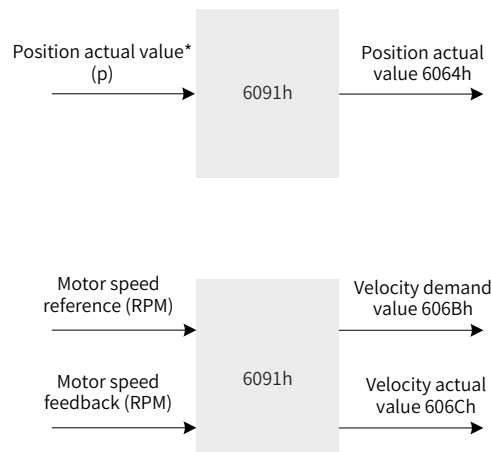 Position actual value*
(p)
6091h
Position actual
value 6064h
Motor speed
reference (RPM)
Velocity demand
value 606Bh
6091h
Motor speed
feedback (RPM)
Velocity actual
value 606Ch